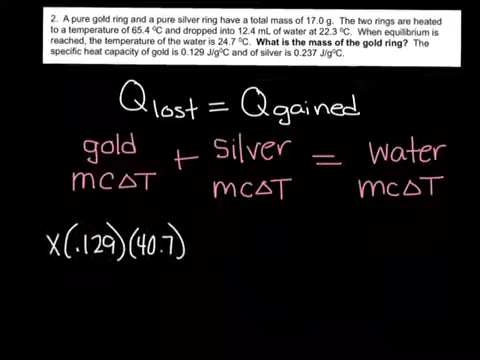 2. A pure gold ring and a pure silver ring have a total mass of 17.0 g. The two rings are heated
to a temperature of 65.4 ºC and dropped into 12.4 mL of water at 22.3 ºC. When equilibrium is
reached, the temperature of the water is 24.7 ºC. What is the mass of the gold ring? The
specific heat capacity of gold is 0.129 J/gºC and of silver is 0.237 J/gºC.
Qlost = Qgained
gold + silver = water
mc∆T mc∆T mc∆T
x(.129)(40.7)